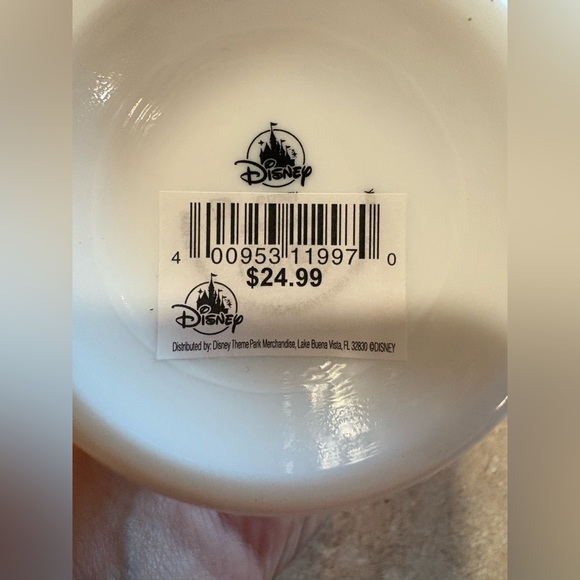 DISNEY
4 00953 11997 0
$24.99
DISNEY
Distributed by: Disney Theme Park Merchandise, Lake Buena Vista, FL 32830 ©DISNEY